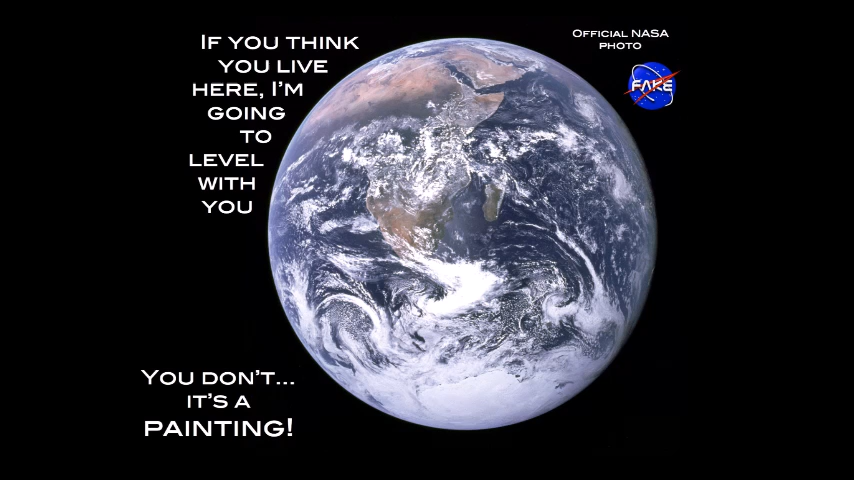 If you think
you live
here, I'm
going
to
level
with
you
Official NASA
photo
FAKE
You don't...
it's a
painting!